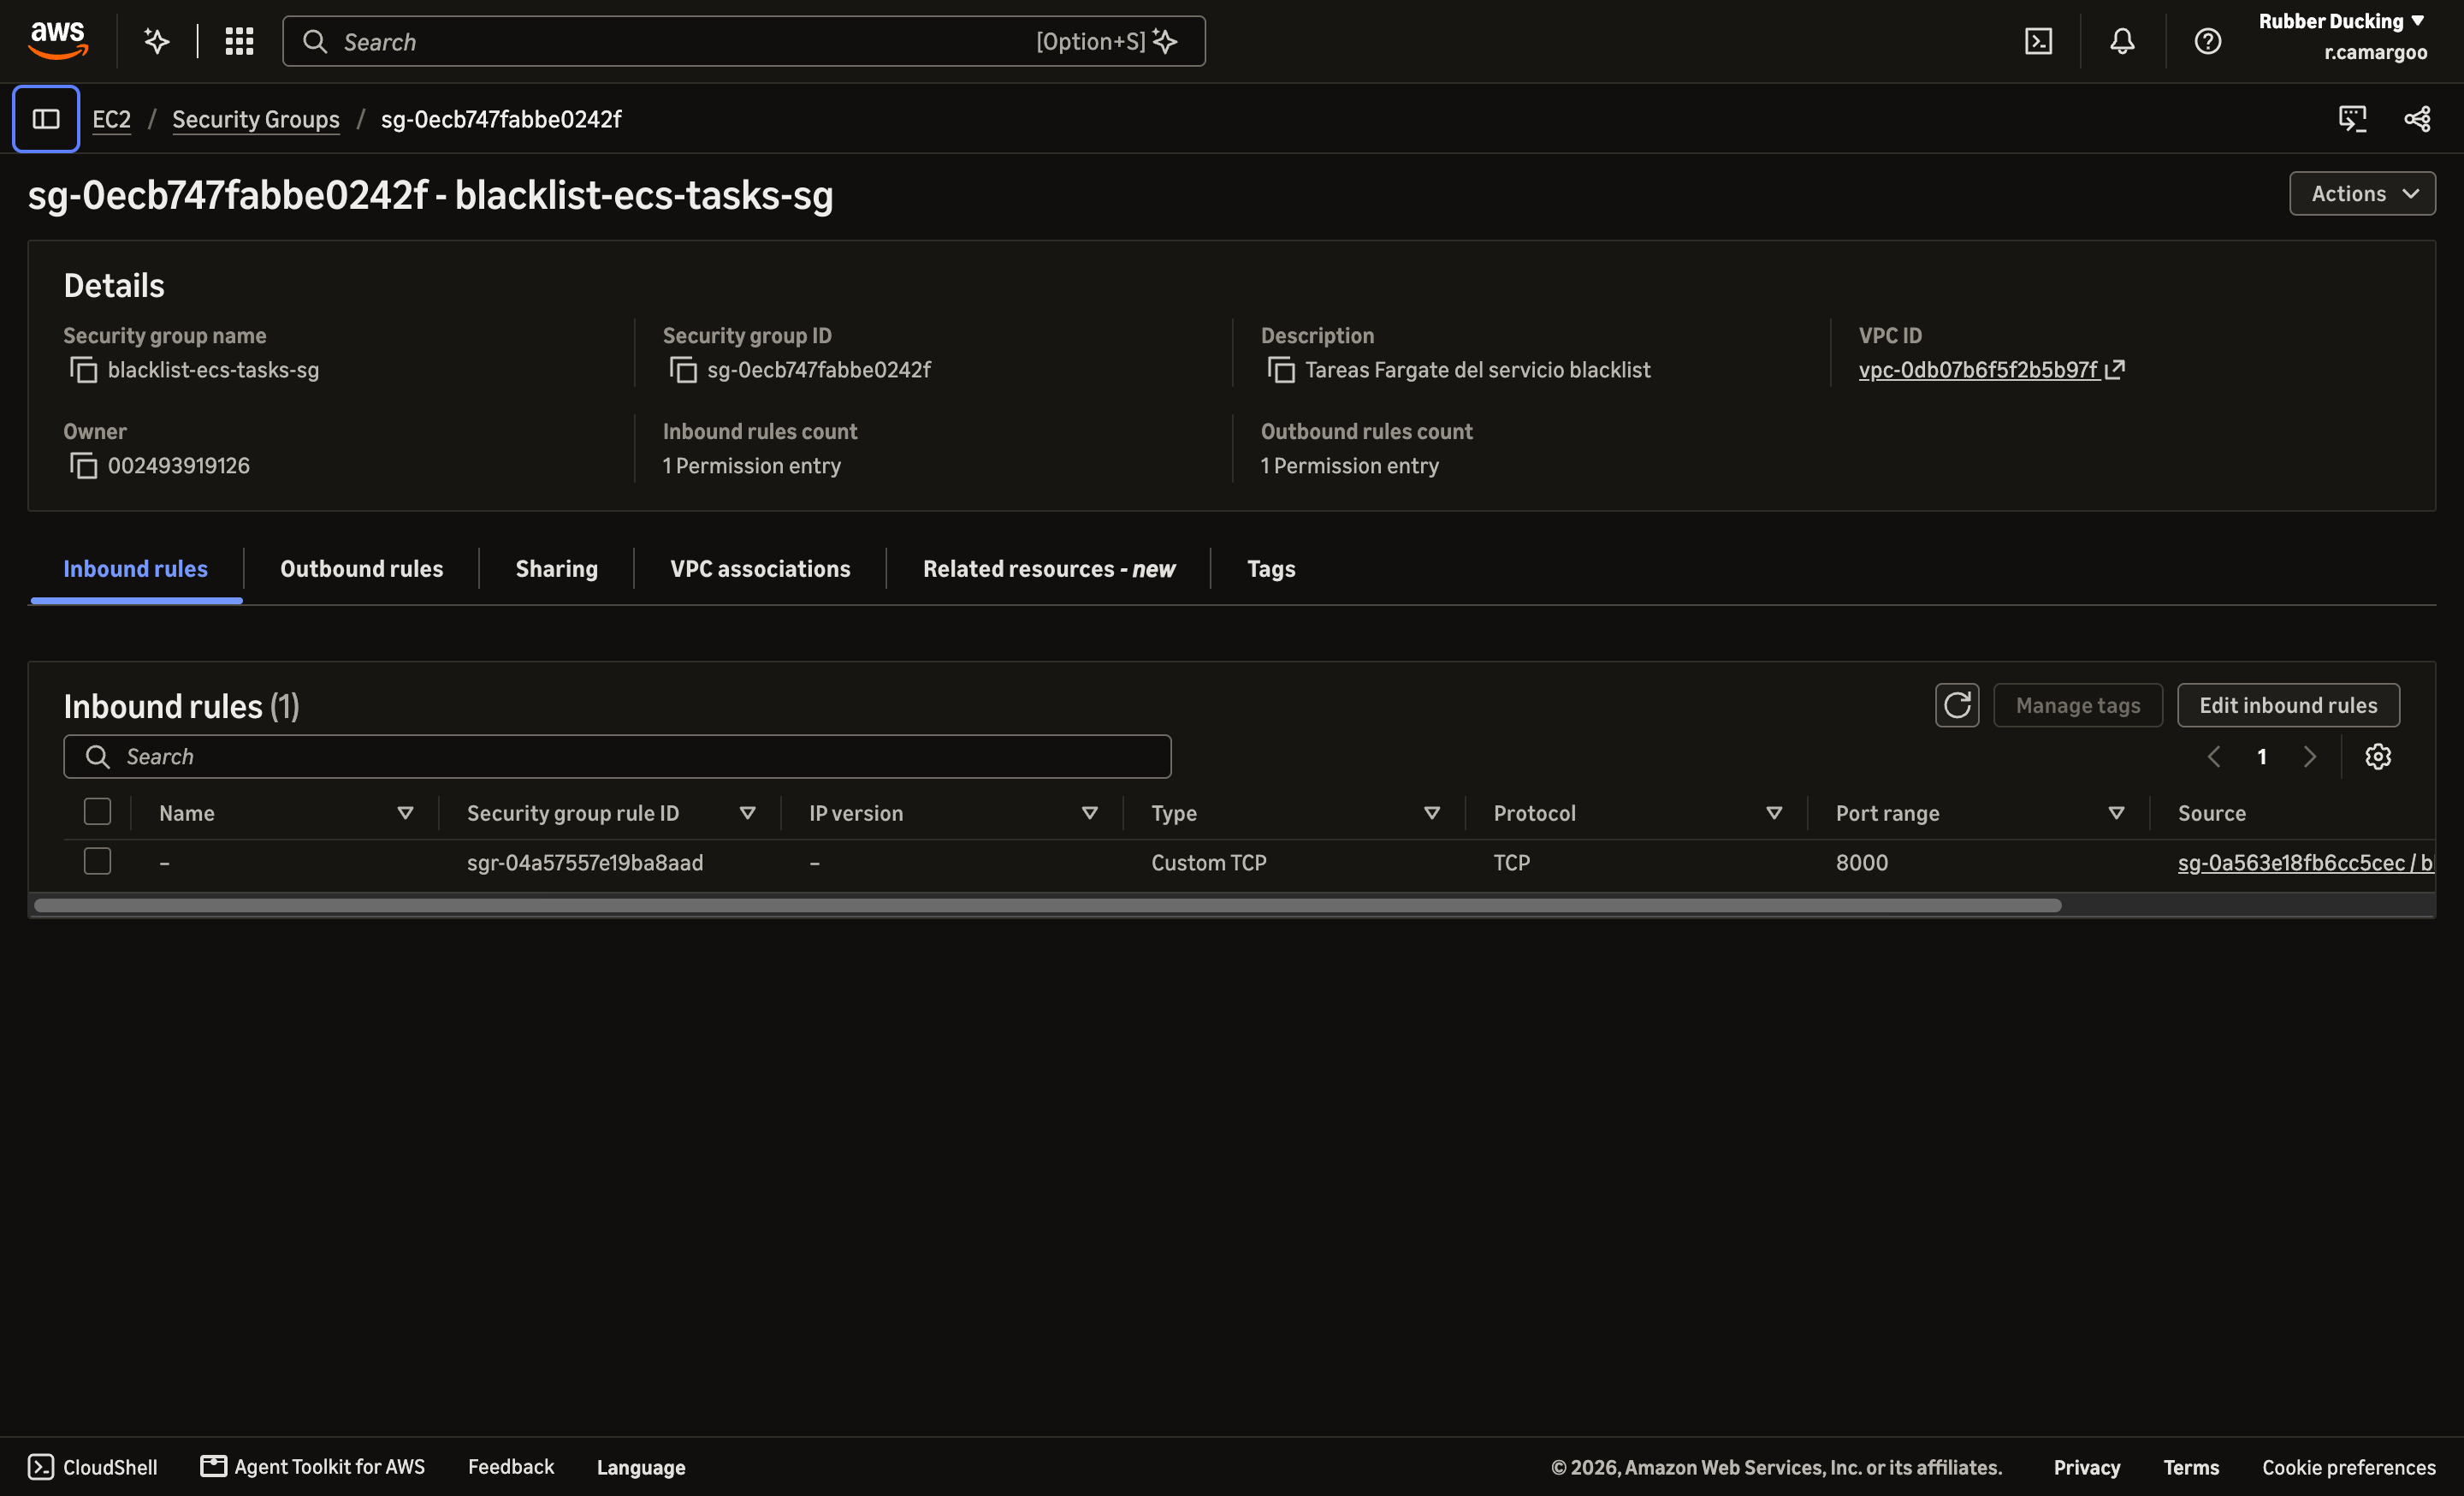 aws
Search [Option+S]
Rubber Ducking
r.camargoo
EC2 / Security Groups / sg-0ecb747fabbe0242f
sg-0ecb747fabbe0242f - blacklist-ecs-tasks-sg
Actions
Details
Security group name
blacklist-ecs-tasks-sg
Security group ID
sg-0ecb747fabbe0242f
Description
Tareas Fargate del servicio blacklist
VPC ID
vpc-0db07b6f5f2b5b97f
Owner
002493919126
Inbound rules count
1 Permission entry
Outbound rules count
1 Permission entry
Inbound rules
Outbound rules
Sharing
VPC associations
Related resources - new
Tags
Inbound rules (1)
Manage tags
Edit inbound rules
Search
1
Name Security group rule ID IP version Type Protocol Port range Source
– sgr-04a57557e19ba8aad – Custom TCP TCP 8000 sg-0a563e18fb6cc5cec / b
CloudShell
Agent Toolkit for AWS
Feedback
Language
© 2026, Amazon Web Services, Inc. or its affiliates.
Privacy
Terms
Cookie preferences